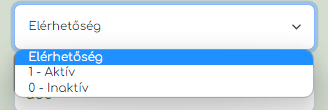 Elérhetőség
Elérhetőség
1 - Aktív
0 - Inaktív